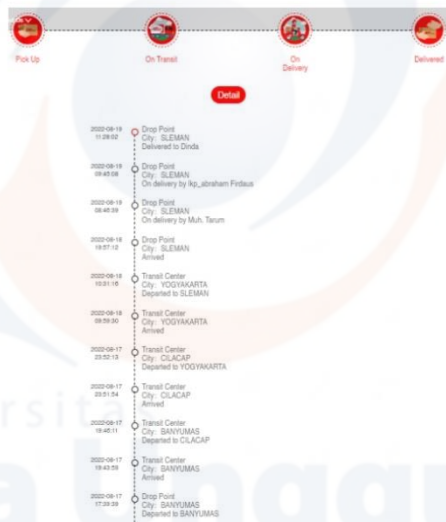 Pick Up
On Transit
On
Delivery
Delivered
Detail
2022-08-19
11:28:02
Drop Point
City: SLEMAN
Delivered to Dinda
2022-08-19
09:45:08
Drop Point
City: SLEMAN
On delivery by lkp_abraham Firdaus
2022-08-19
08:46:39
Drop Point
City: SLEMAN
On delivery by Muh. Tarum
2022-08-18
19:57:12
Drop Point
City: SLEMAN
Arrived
2022-08-18
10:31:16
Transit Center
City: YOGYAKARTA
Departed to SLEMAN
2022-08-18
09:59:30
Transit Center
City: YOGYAKARTA
Arrived
2022-08-17
23:52:13
Transit Center
City: CILACAP
Departed to YOGYAKARTA
2022-08-17
23:51:54
Transit Center
City: CILACAP
Arrived
2022-08-17
19:46:11
Transit Center
City: BANYUMAS
Departed to CILACAP
2022-08-17
19:43:59
Transit Center
City: BANYUMAS
Arrived
2022-08-17
17:39:39
Drop Point
City: BANYUMAS
Departed to BANYUMAS